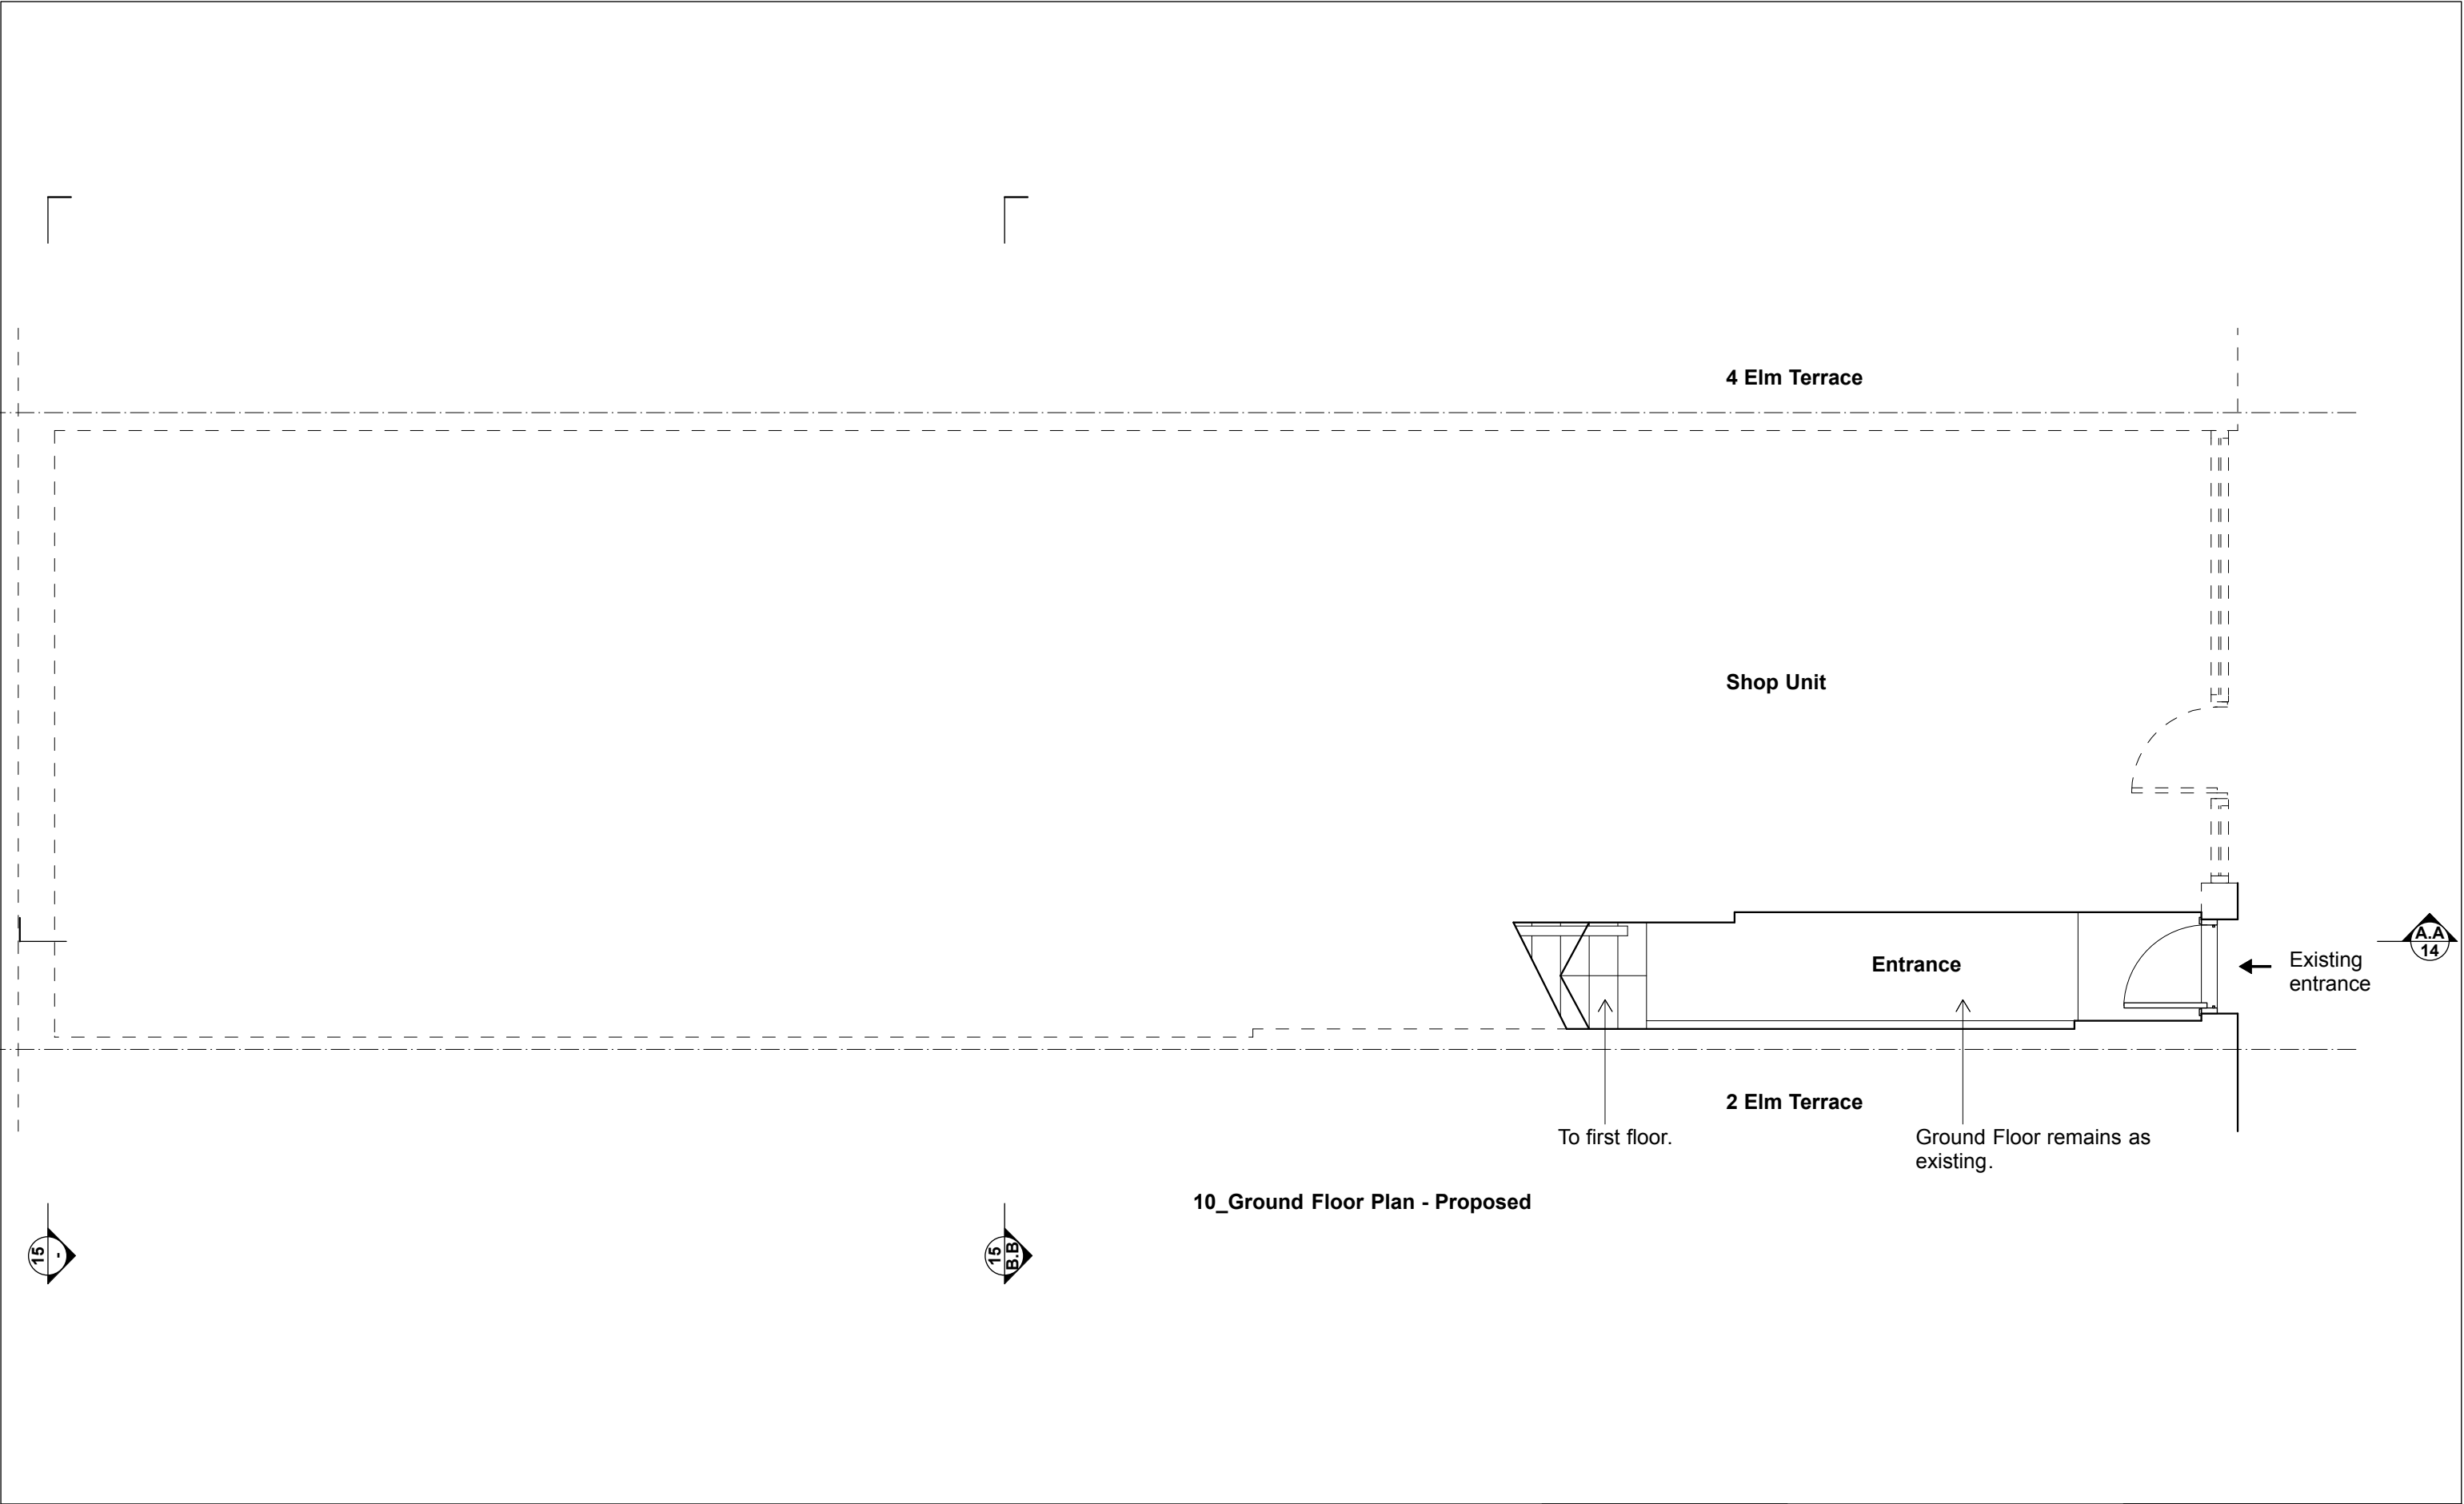 4 Elm Terrace
Shop Unit
A.A
14
Entrance
Existing
entrance
2 Elm Terrace
To first floor.
Ground Floor remains as
existing.
10_Ground Floor Plan - Proposed
15
-
15
B.B